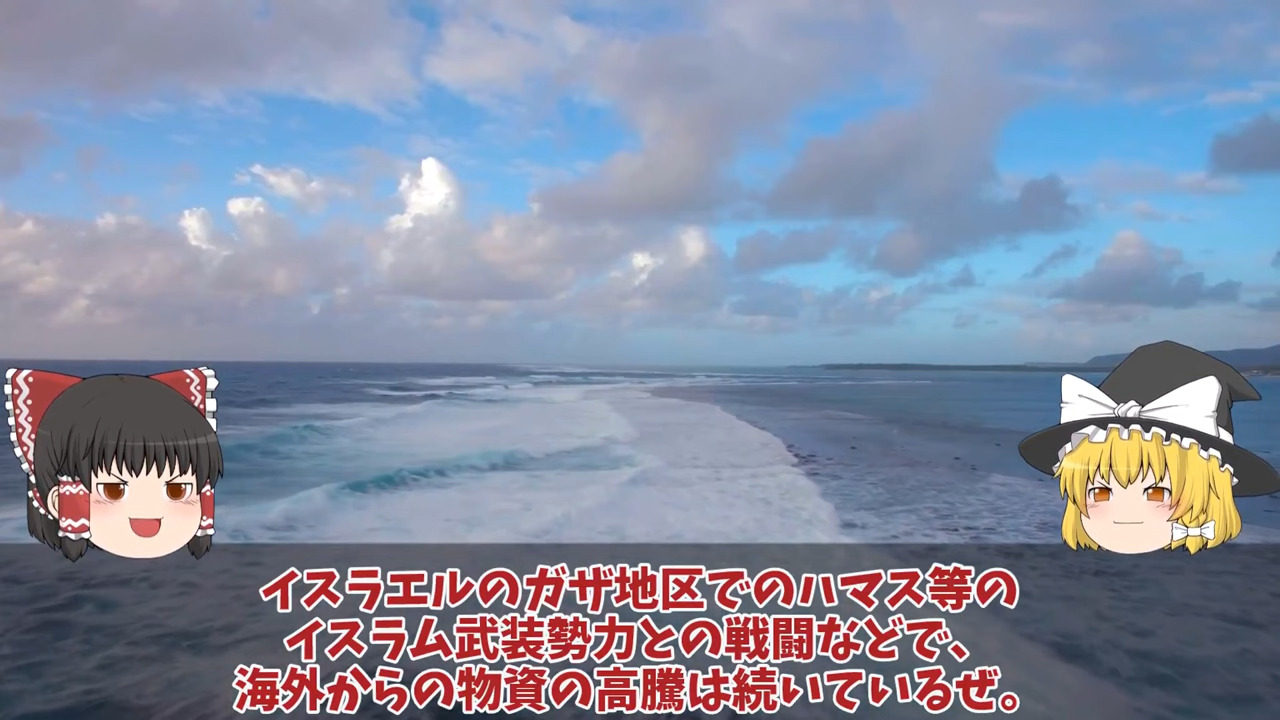 イスラエルのガザ地区でのハマス等の
イスラム武装勢力との戦闘などで、
海外からの物資の高騰は続いているぜ。